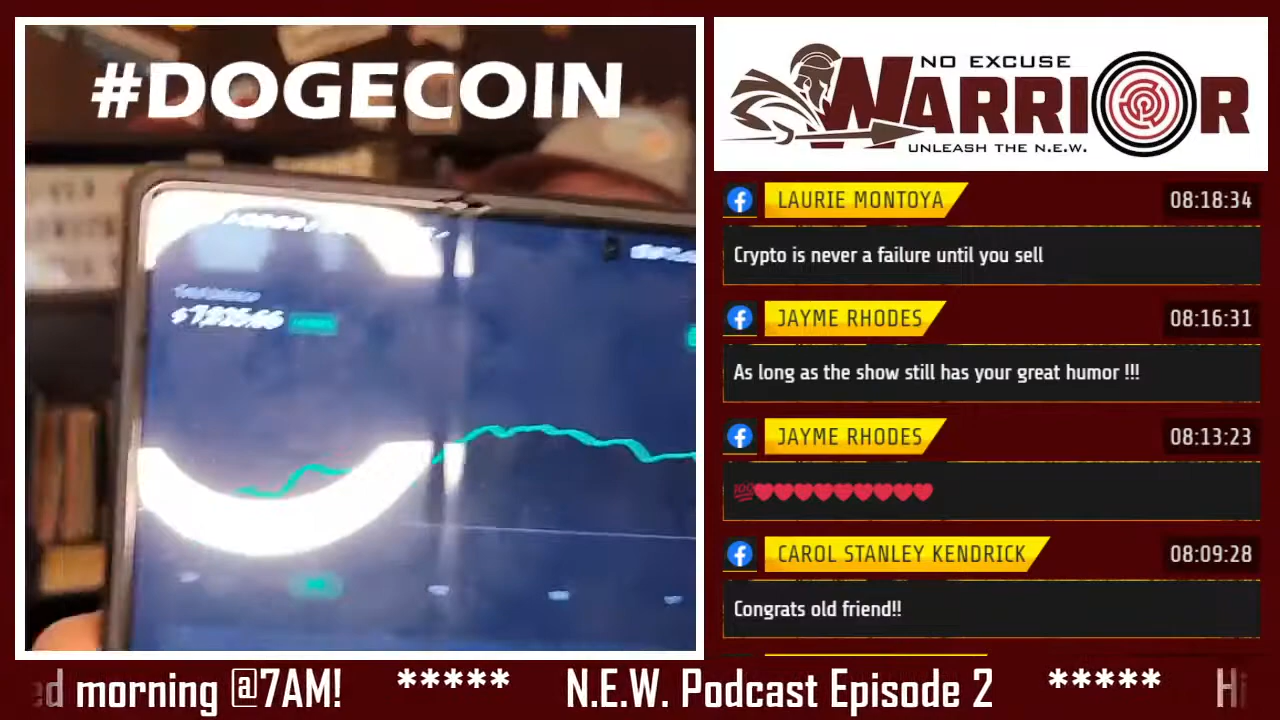 #DOGECOIN
NO EXCUSE
WARRIOR
UNLEASH THE N.E.W.
LAURIE MONTOYA
08:18:34
Crypto is never a failure until you sell
JAYME RHODES
08:16:31
As long as the show still has your great humor !!!
JAYME RHODES
08:13:23
💯❤❤❤❤❤❤❤❤❤
CAROL STANLEY KENDRICK
08:09:28
Congrats old friend!!
ed morning @7AM! ***** N.E.W. Podcast Episode 2 ***** Hi